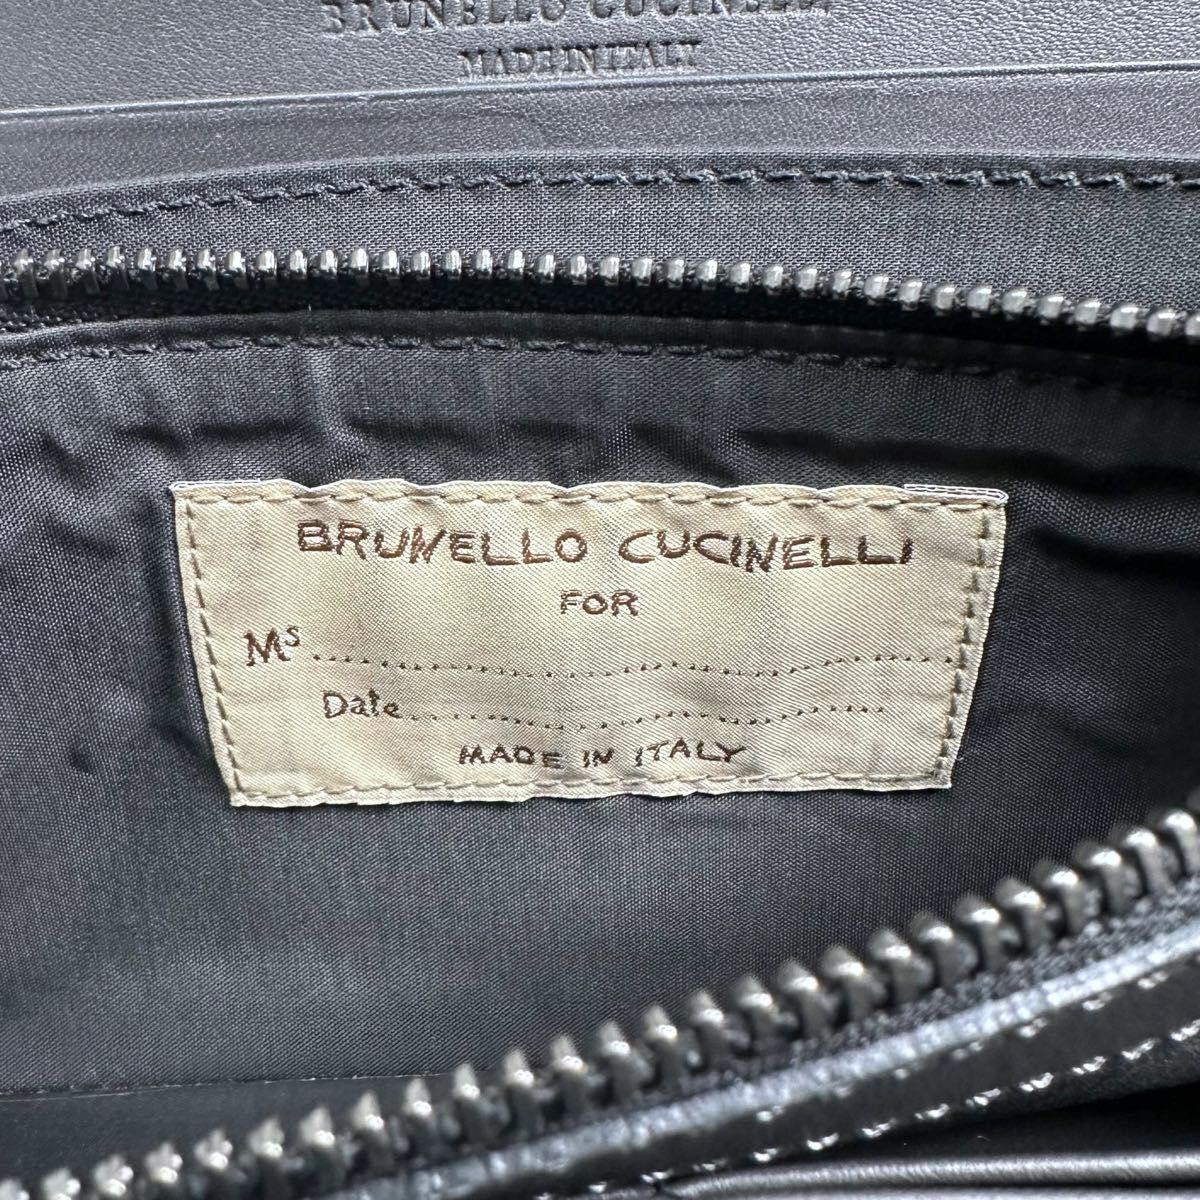 BRUNELLO CUCINELLI
MADE IN ITALY
BRUNELLO CUCINELLI
FOR
Ms....................................................
Date........................................
MADE IN ITALY